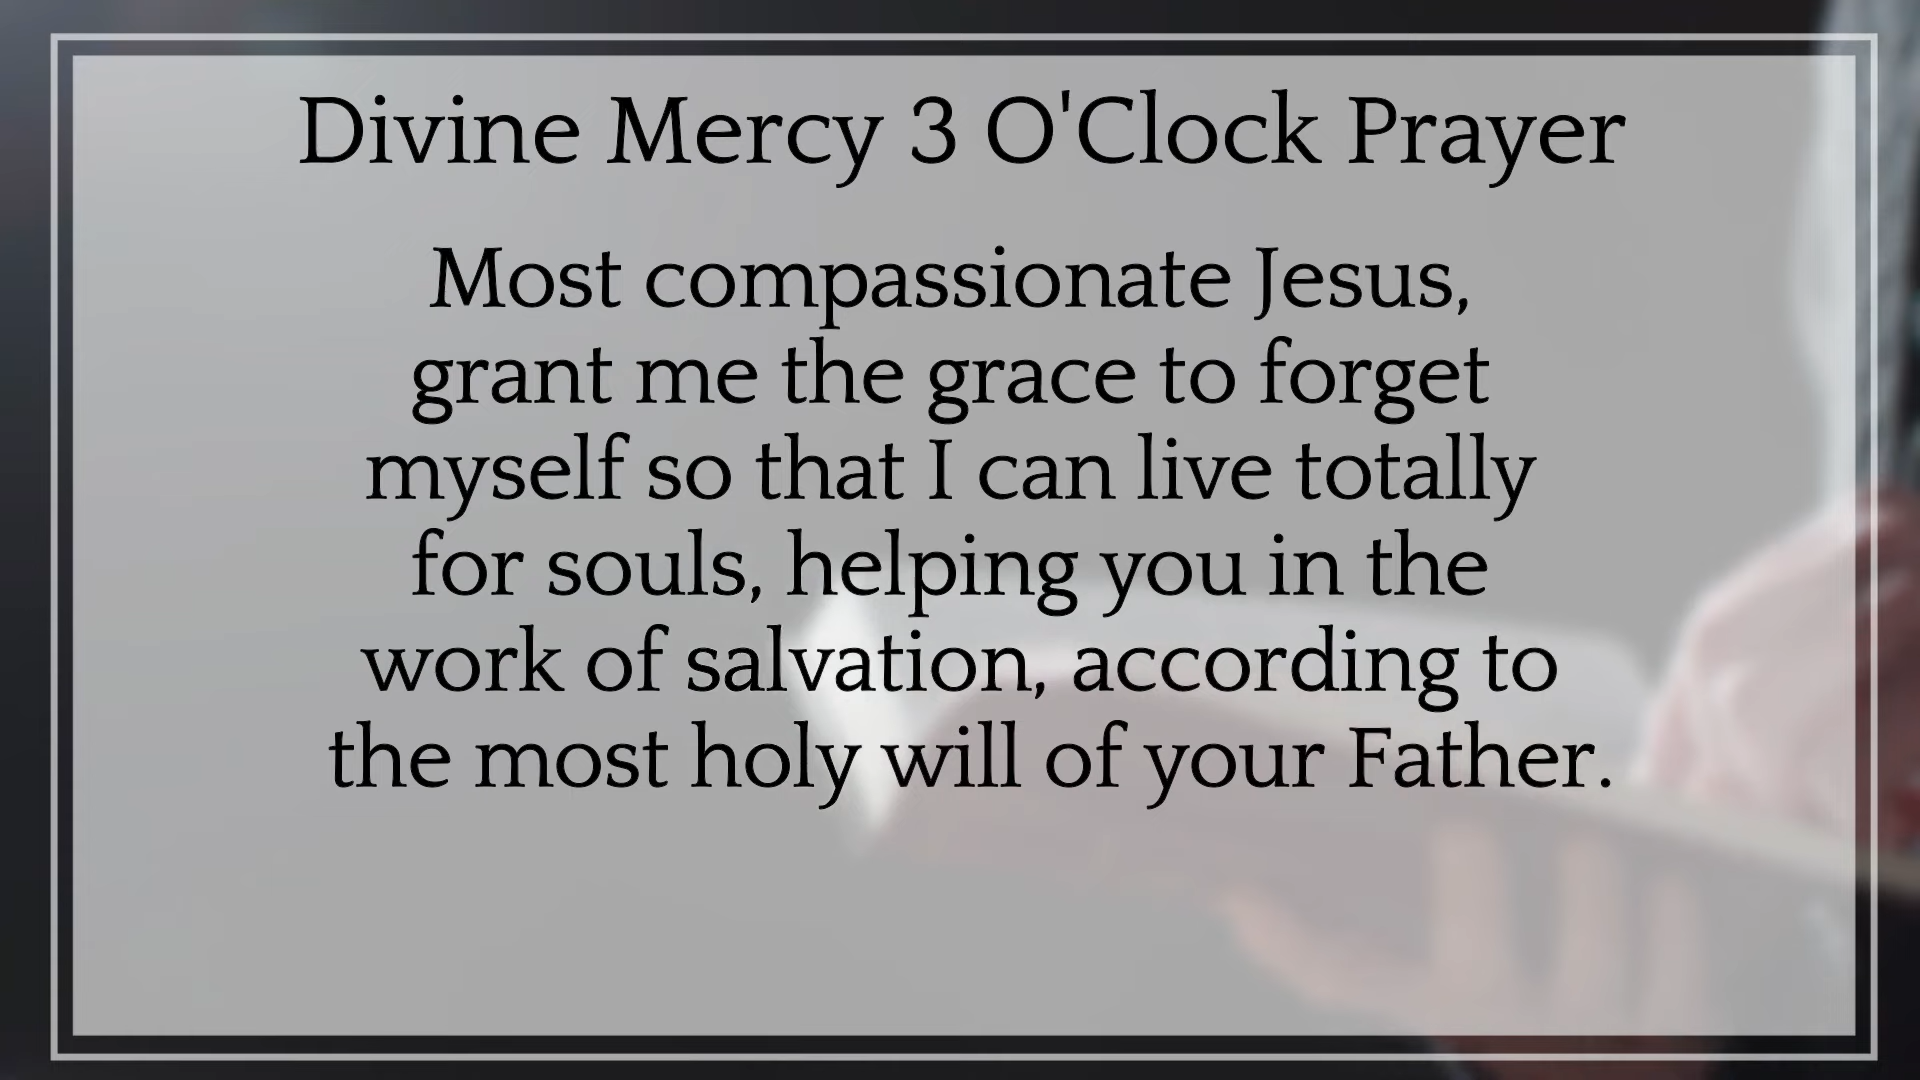 Divine Mercy 3 O'Clock Prayer
Most compassionate Jesus,
grant me the grace to forget
myself so that I can live totally
for souls, helping you in the
work of salvation, according to
the most holy will of your Father.